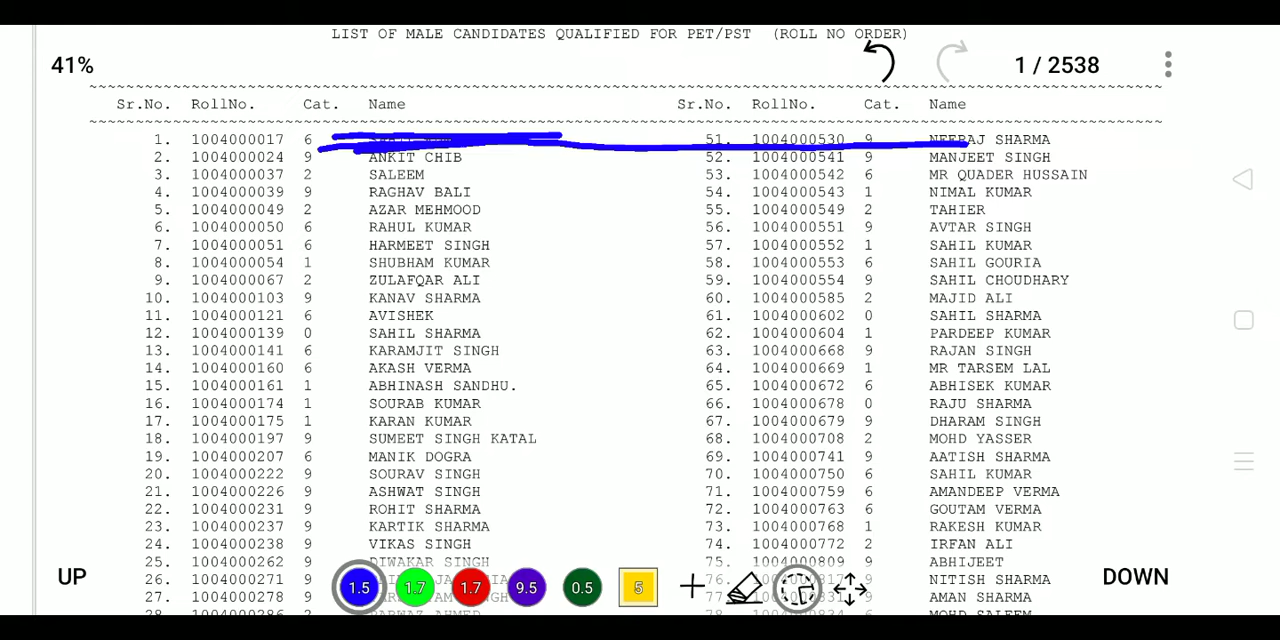 LIST OF MALE CANDIDATES QUALIFIED FOR PET/PST (ROLL NO ORDER)
41% 1 / 2538
Sr.No. RollNo. Cat. Name Sr.No. RollNo. Cat. Name
1. 1004000017 6 51. 1004000530 9 NEERAJ SHARMA
2. 1004000024 9 ANKIT CHIB 52. 1004000541 9 MANJEET SINGH
3. 1004000037 2 SALEEM 53. 1004000542 6 MR QUADER HUSSAIN
4. 1004000039 9 RAGHAV BALI 54. 1004000543 1 NIMAL KUMAR
5. 1004000049 2 AZAR MEHMOOD 55. 1004000549 2 TAHIER
6. 1004000050 6 RAHUL KUMAR 56. 1004000551 9 AVTAR SINGH
7. 1004000051 6 HARMEET SINGH 57. 1004000552 1 SAHIL KUMAR
8. 1004000054 1 SHUBHAM KUMAR 58. 1004000553 6 SAHIL GOURIA
9. 1004000067 2 ZULAFQAR ALI 59. 1004000554 9 SAHIL CHOUDHARY
10. 1004000103 9 KANAV SHARMA 60. 1004000585 2 MAJID ALI
11. 1004000121 6 AVISHEK 61. 1004000602 0 SAHIL SHARMA
12. 1004000139 0 SAHIL SHARMA 62. 1004000604 1 PARDEEP KUMAR
13. 1004000141 6 KARAMJIT SINGH 63. 1004000668 9 RAJAN SINGH
14. 1004000160 6 AKASH VERMA 64. 1004000669 1 MR TARSEM LAL
15. 1004000161 1 ABHINASH SANDHU. 65. 1004000672 6 ABHISEK KUMAR
16. 1004000174 1 SOURAB KUMAR 66. 1004000678 0 RAJU SHARMA
17. 1004000175 1 KARAN KUMAR 67. 1004000679 9 DHARAM SINGH
18. 1004000197 9 SUMEET SINGH KATAL 68. 1004000708 2 MOHD YASSER
19. 1004000207 6 MANIK DOGRA 69. 1004000741 9 AATISH SHARMA
20. 1004000222 9 SOURAV SINGH 70. 1004000750 6 SAHIL KUMAR
21. 1004000226 9 ASHWAT SINGH 71. 1004000759 6 AMANDEEP VERMA
22. 1004000231 9 ROHIT SHARMA 72. 1004000763 6 GOUTAM VERMA
23. 1004000237 9 KARTIK SHARMA 73. 1004000768 1 RAKESH KUMAR
24. 1004000238 9 VIKAS SINGH 74. 1004000772 2 IRFAN ALI
25. 1004000262 9 DIWAKAR SINGH 75. 1004000809 9 ABHIJEET
26. 1004000271 9 76. 9 NITISH SHARMA
27. 1004000278 9 77. 9 AMAN SHARMA
28. 1004000286 2 PARWAZ AHMED 78. 6 MOHD SALEEM
UP 1.5 1.7 1.7 9.5 0.5 5 DOWN